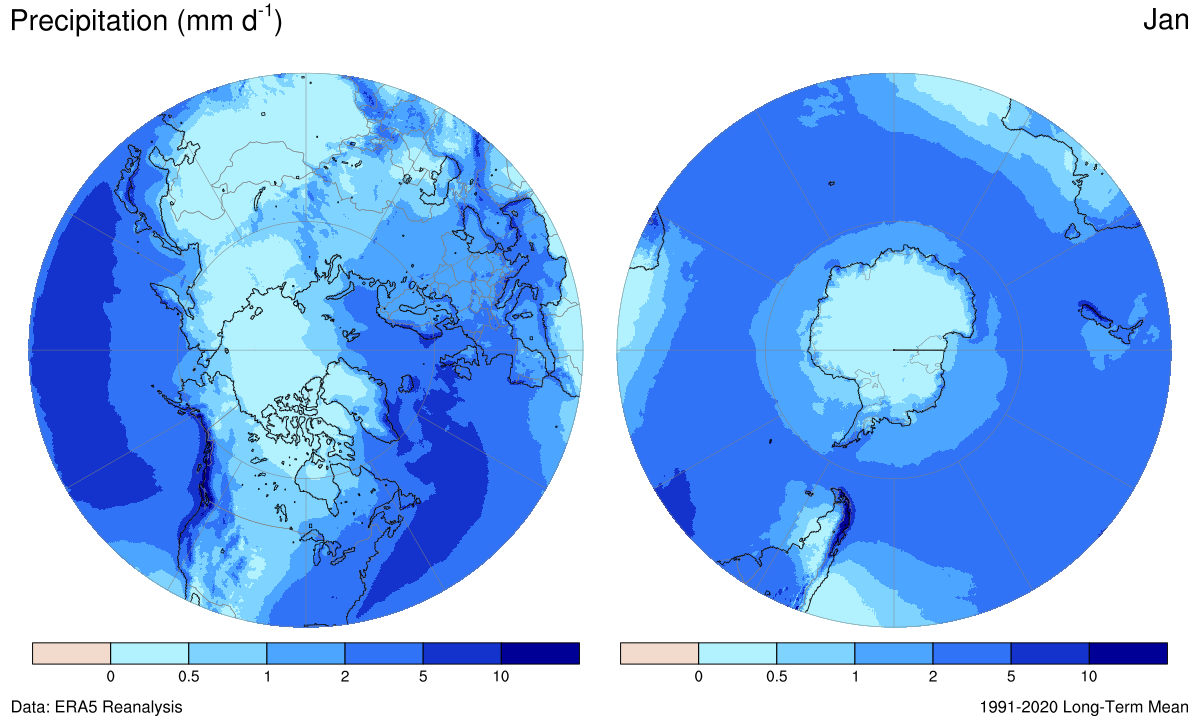 Precipitation (mm d⁻¹)
Jan
0 0.5 1 2 5 10
0 0.5 1 2 5 10
Data: ERA5 Reanalysis
1991-2020 Long-Term Mean